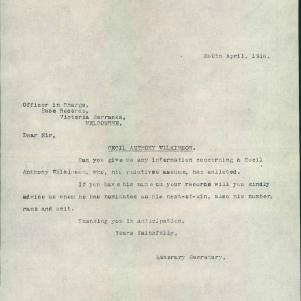 April, 1916.
Officer in Charge,
Base Records,
Victoria Barracks,
MELBOURNE.
Dear Sir,
CECIL ANTHONY WILKINSON.
Can you give me any information concerning a Cecil
Anthony Wilkinson, who, his relatives assume, has enlisted.
If you have his name on your records will you kindly
advise us whom he has nominated as his next-of-kin, also his number,
rank and unit.
Thanking you in anticipation,
Yours faithfully,
Honorary Secretary.